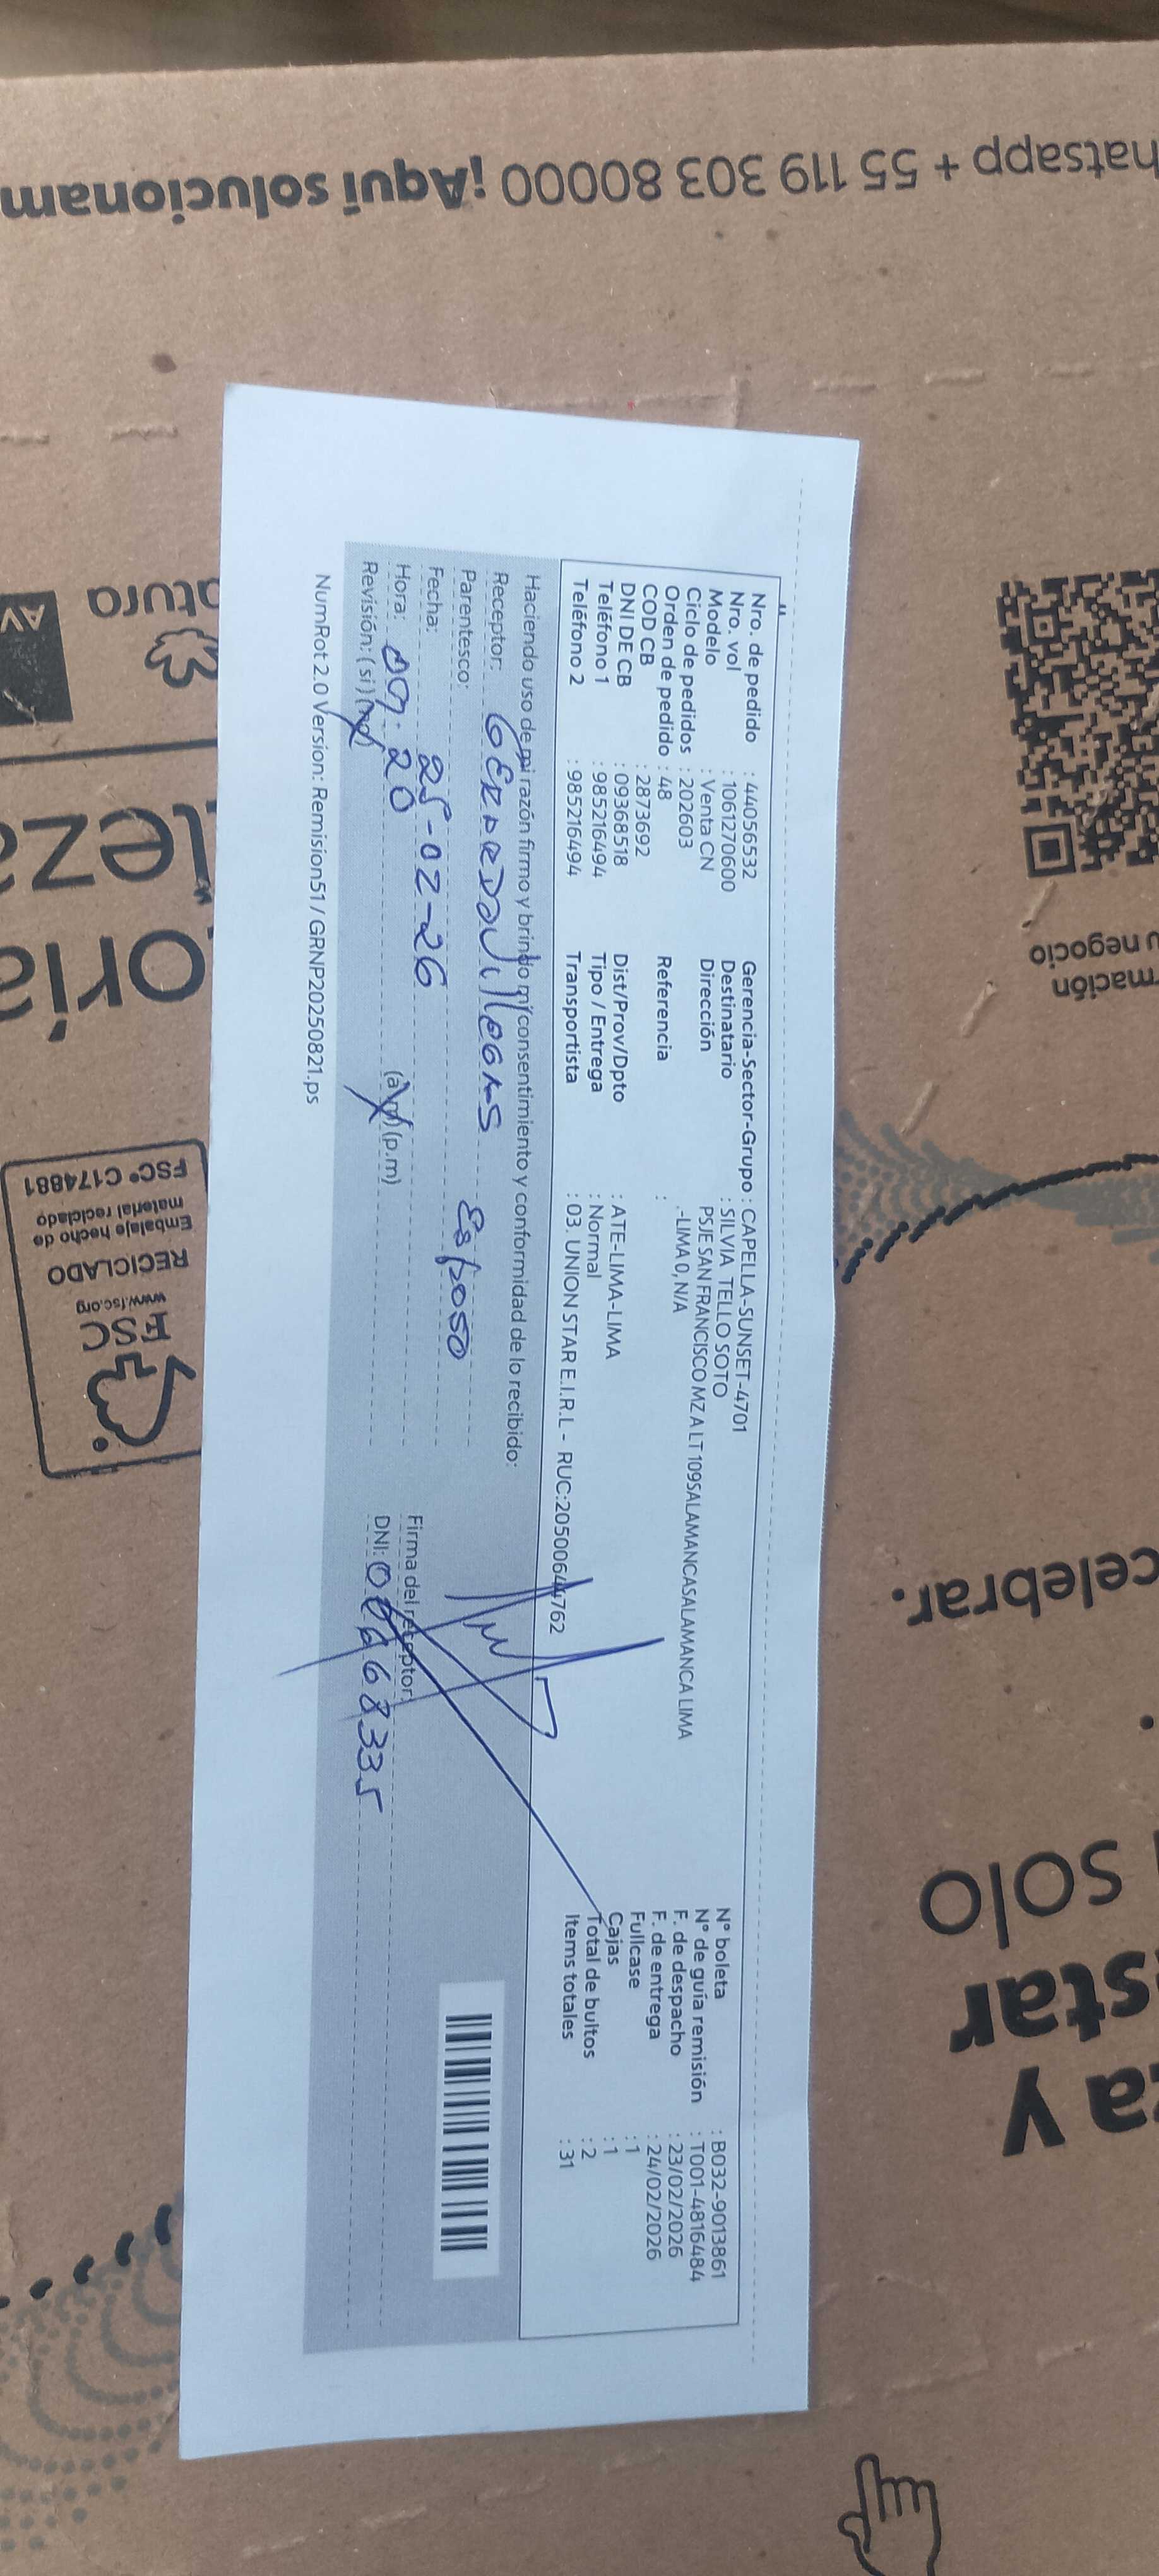 hatsapp + 55 119 303 80000 ¡Aquí solucionam
Nro. de pedido : 44056532
Nro. vol : 1061270600
Modelo : Venta CN
Ciclo de pedidos : 202603
Orden de pedido : 48
COD CB : 2873692
DNI DE CB : 09368518
Teléfono 1 : 985216494
Teléfono 2 : 985216494
Gerencia-Sector-Grupo : CAPELLA-SUNSET-4701
Destinatario : SILVIA TELLO SOTO
Dirección PSJE SAN FRANCISCO MZ A LT 109SALAMANCASALAMANCA LIMA
.-LIMA 0, N/A
Referencia :
Dist/Prov/Dpto : ATE-LIMA-LIMA
Tipo / Entrega : Normal
Transportista : 03. UNION STAR E.I.R.L - RUC:20500644762
N° boleta : B032-9013861
N° de guía remisión : T001-4816484
F. de despacho : 23/02/2026
F. de entrega : 24/02/2026
Fullcase : 1
Cajas : 1
Total de bultos : 2
Items totales : 31
Haciendo uso de mi razón firmo y brindo mi consentimiento y conformidad de lo recibido:
Receptor:
Parentesco: Esposo
Fecha: 25-02-26
Hora: 09:20 (a.m) (p.m)
Revisión: (si) (no)
Firma del receptor
DNI:
NumRot 2.0 Version: Remision51 / GRNP20250821.ps
u negocio
mación
celebrar.
solo
star
a y
atura
AV
leza
oria
FSC
www.fsc.org
RECICLADO
Embalaje hecho de
material reciclado
FSC® C174881